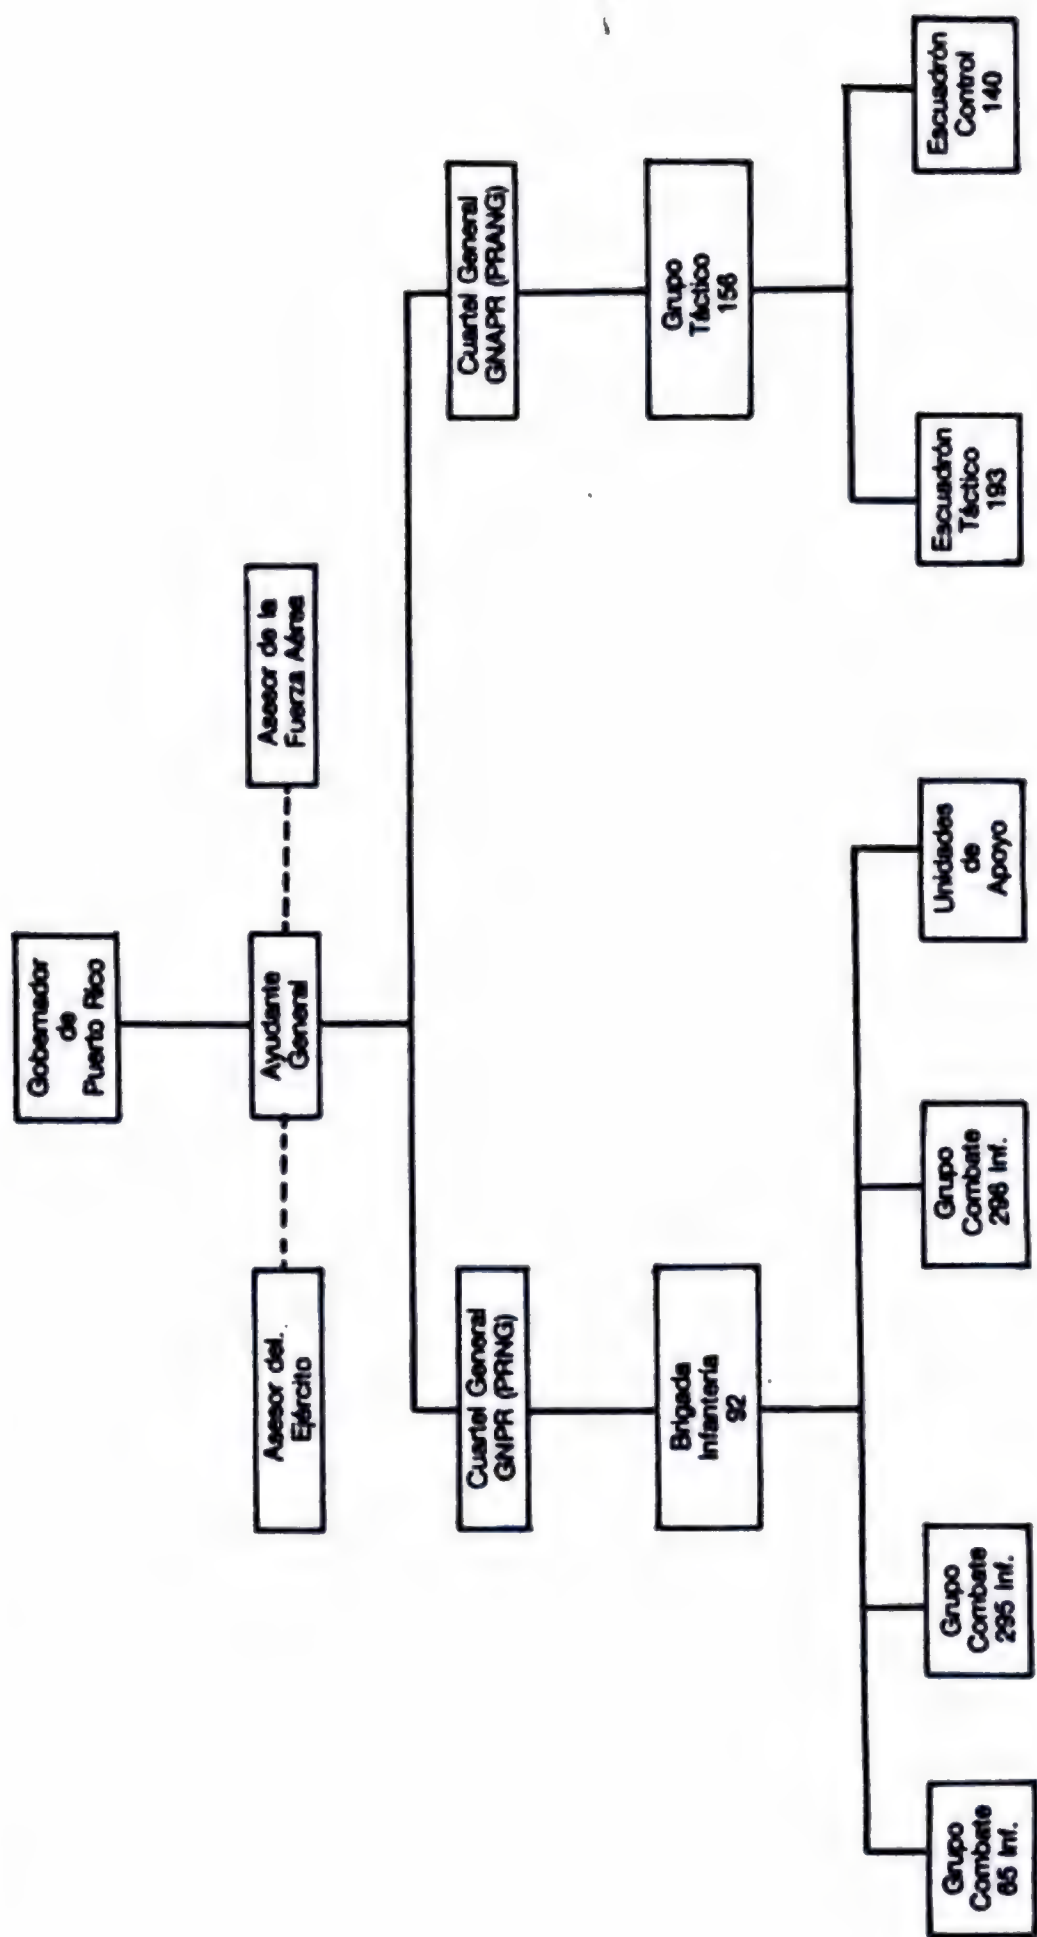 Gobernador
de
Puerto Rico
Asesor del
Ejército
Ayudante
General
Asesor de la
Fuerza Aérea
Cuartel General
GNPR (PRNG)
Cuartel General
GNAPR (PRANG)
Brigada
Infantería
92
Grupo
Táctico
156
Grupo
Combate
65 Inf.
Grupo
Combate
295 Inf.
Grupo
Combate
296 Inf.
Unidades
de
Apoyo
Escuadrón
Táctico
193
Escuadrón
Control
140